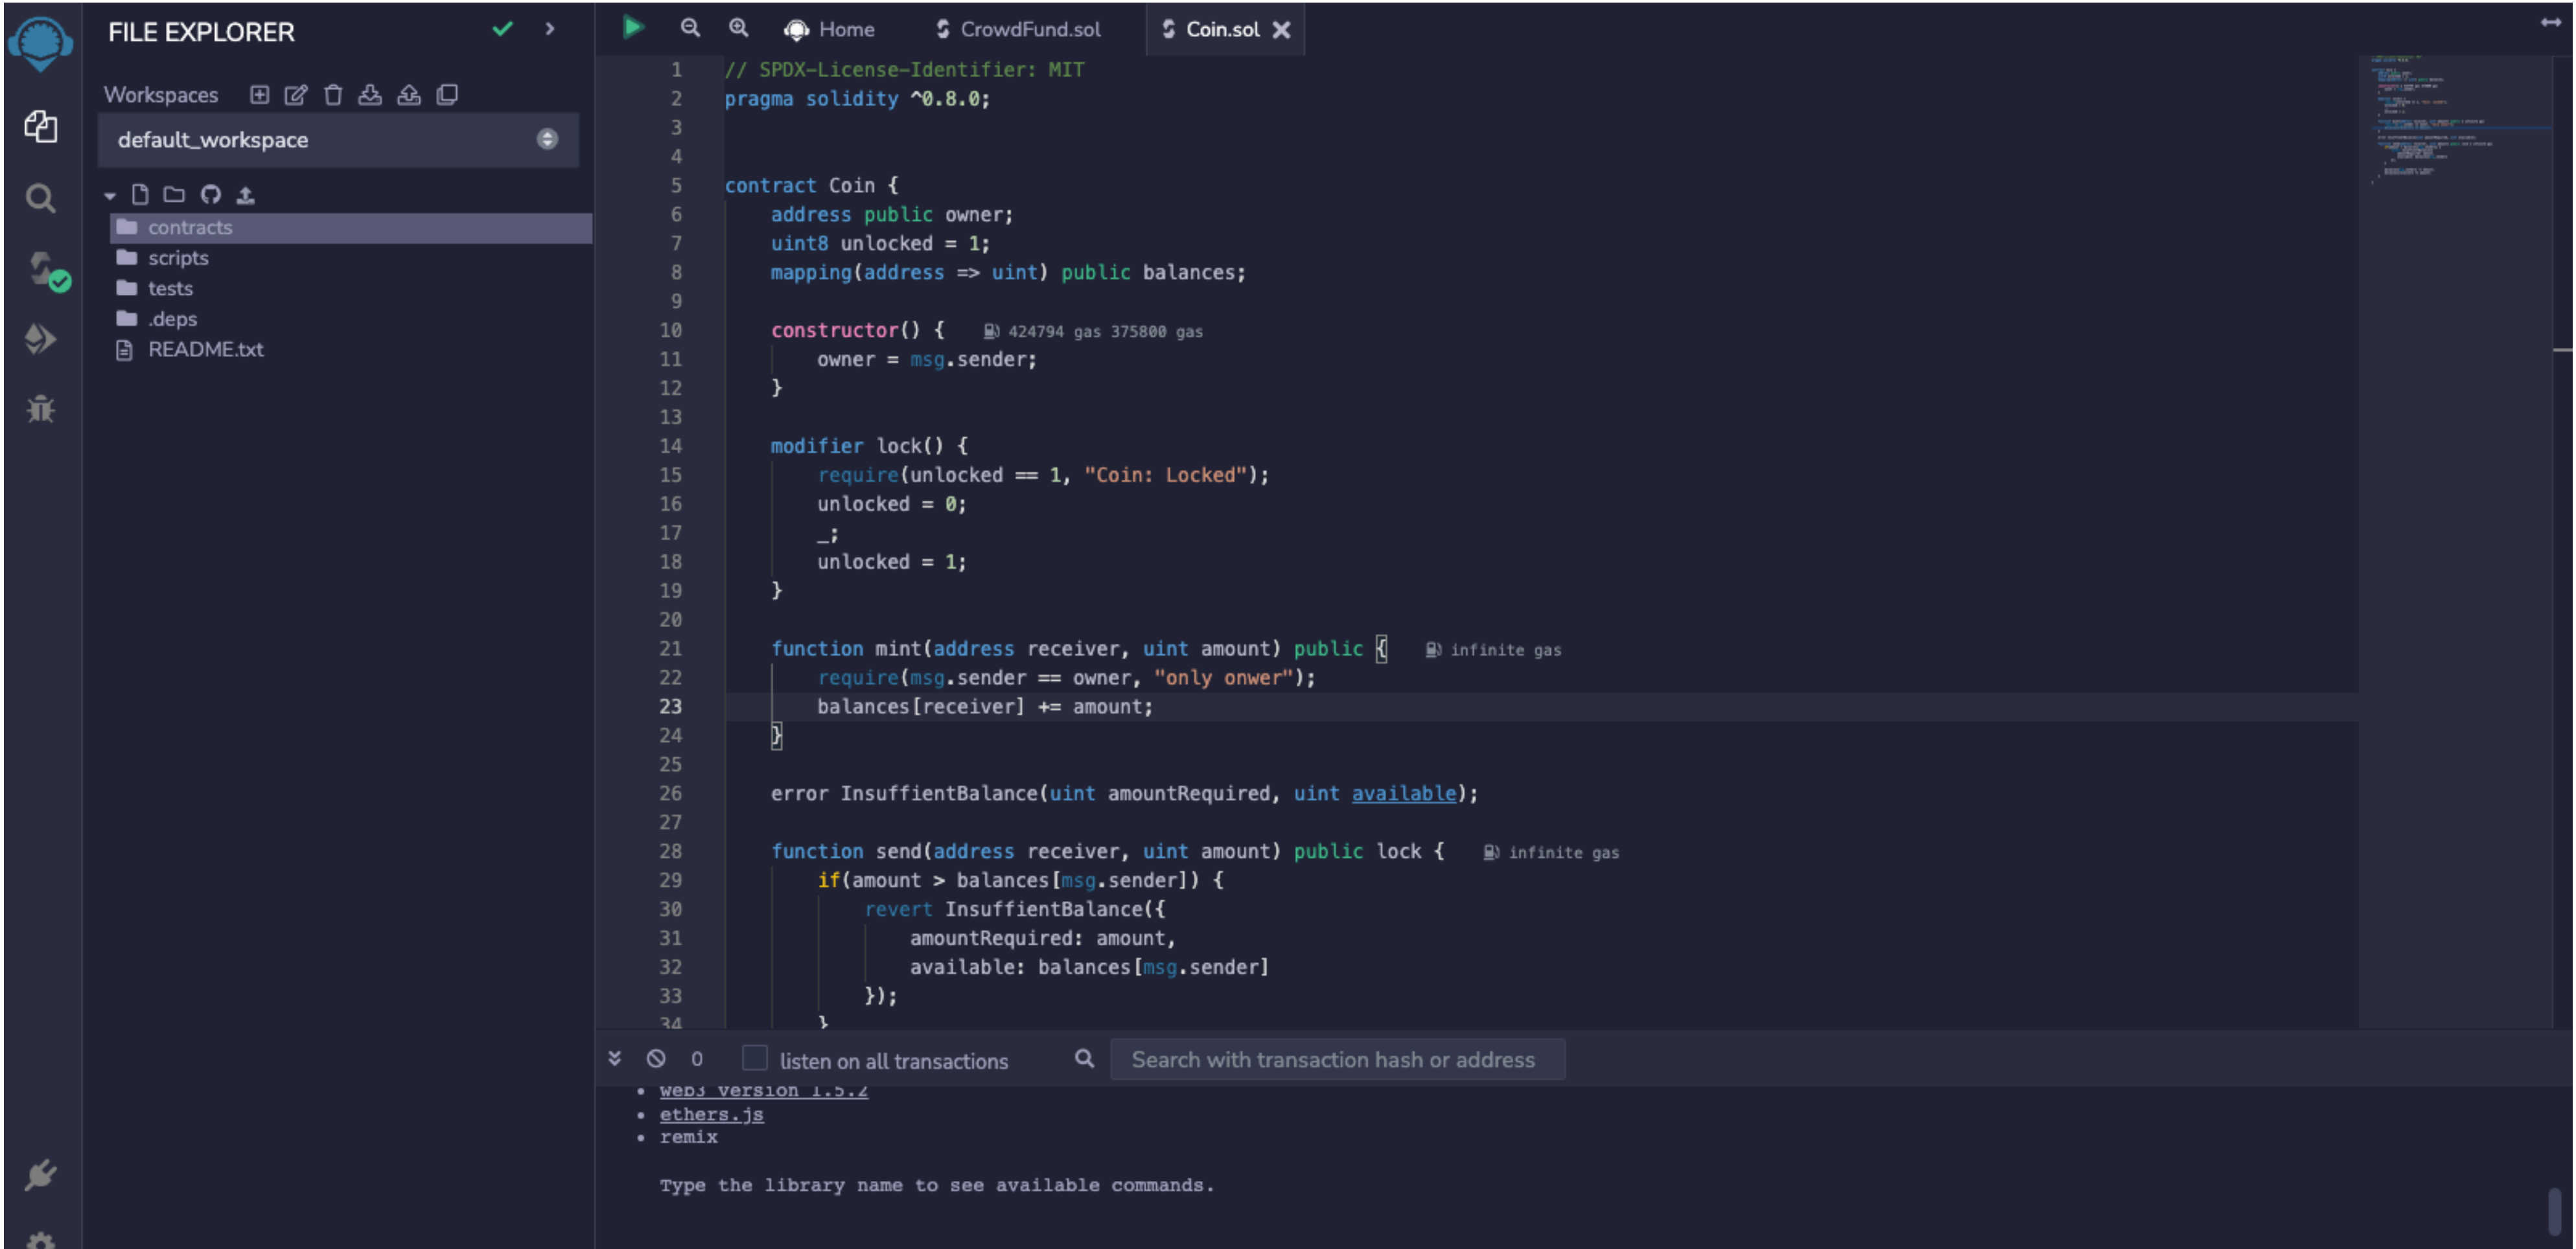 FILE EXPLORER
Workspaces
default_workspace
contracts
scripts
tests
.deps
README.txt
Home
CrowdFund.sol
Coin.sol
1 // SPDX-License-Identifier: MIT
2 pragma solidity ^0.8.0;
3
4
5 contract Coin {
6 address public owner;
7 uint8 unlocked = 1;
8 mapping(address => uint) public balances;
9
10 constructor() { 424794 gas 375800 gas
11 owner = msg.sender;
12 }
13
14 modifier lock() {
15 require(unlocked == 1, "Coin: Locked");
16 unlocked = 0;
17 _;
18 unlocked = 1;
19 }
20
21 function mint(address receiver, uint amount) public { infinite gas
22 require(msg.sender == owner, "only onwer");
23 balances[receiver] += amount;
24 }
25
26 error InsuffientBalance(uint amountRequired, uint available);
27
28 function send(address receiver, uint amount) public lock { infinite gas
29 if(amount > balances[msg.sender]) {
30 revert InsuffientBalance({
31 amountRequired: amount,
32 available: balances[msg.sender]
33 });
34 }
0 listen on all transactions Search with transaction hash or address
• web3 version 1.5.2
• ethers.js
• remix
Type the library name to see available commands.